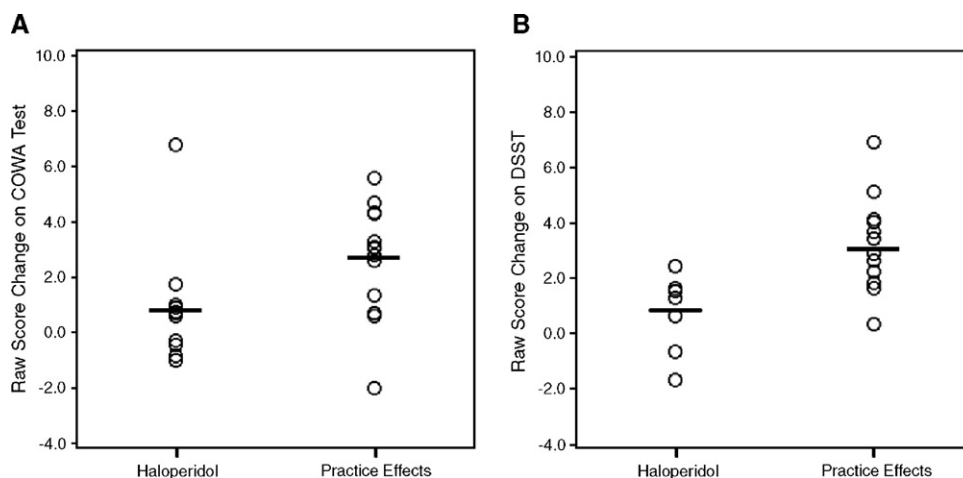 A
Raw Score Change on COWA Test
10.0
8.0
6.0
4.0
2.0
0.0
-2.0
-4.0
Haloperidol
Practice Effects
B
Raw Score Change on DSST
10.0
8.0
6.0
4.0
2.0
0.0
-2.0
-4.0
Haloperidol
Practice Effects